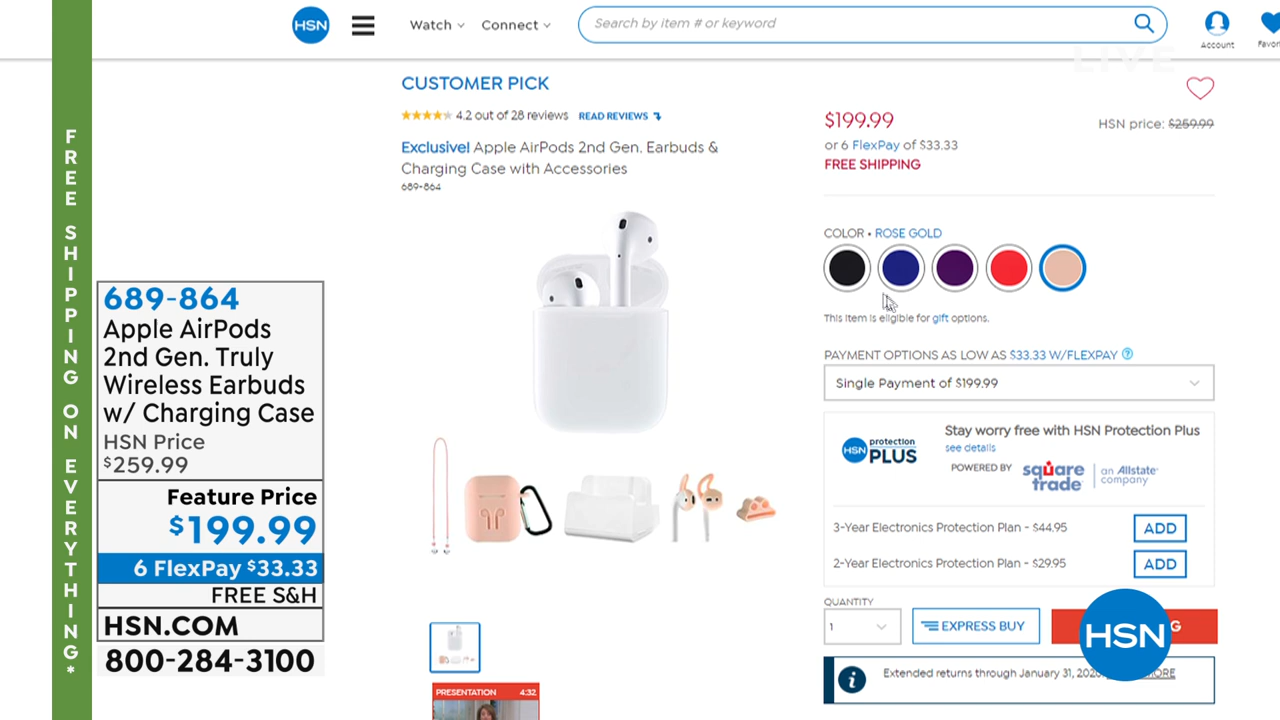 HSN
Watch
Connect
Search by item # or keyword
Account
LIVE
FREE SHIPPING ON EVERYTHING*
CUSTOMER PICK
4.2 out of 28 reviews READ REVIEWS
Exclusive! Apple AirPods 2nd Gen. Earbuds &
Charging Case with Accessories
689-864
$199.99
HSN price: $259.99
or 6 FlexPay of $33.33
FREE SHIPPING
COLOR • ROSE GOLD
This item is eligible for gift options.
PAYMENT OPTIONS AS LOW AS $33.33 W/FLEXPAY ?
Single Payment of $199.99
HSN protection PLUS
Stay worry free with HSN Protection Plus
see details
POWERED BY square trade an Allstate company
3-Year Electronics Protection Plan - $44.95 ADD
2-Year Electronics Protection Plan - $29.95 ADD
QUANTITY
1
EXPRESS BUY
HSN
Extended returns through January 31, 2020.
PRESENTATION 4:32
689-864
Apple AirPods
2nd Gen. Truly
Wireless Earbuds
w/ Charging Case
HSN Price
$259.99
Feature Price
$199.99
6 FlexPay $33.33
FREE S&H
HSN.COM
800-284-3100